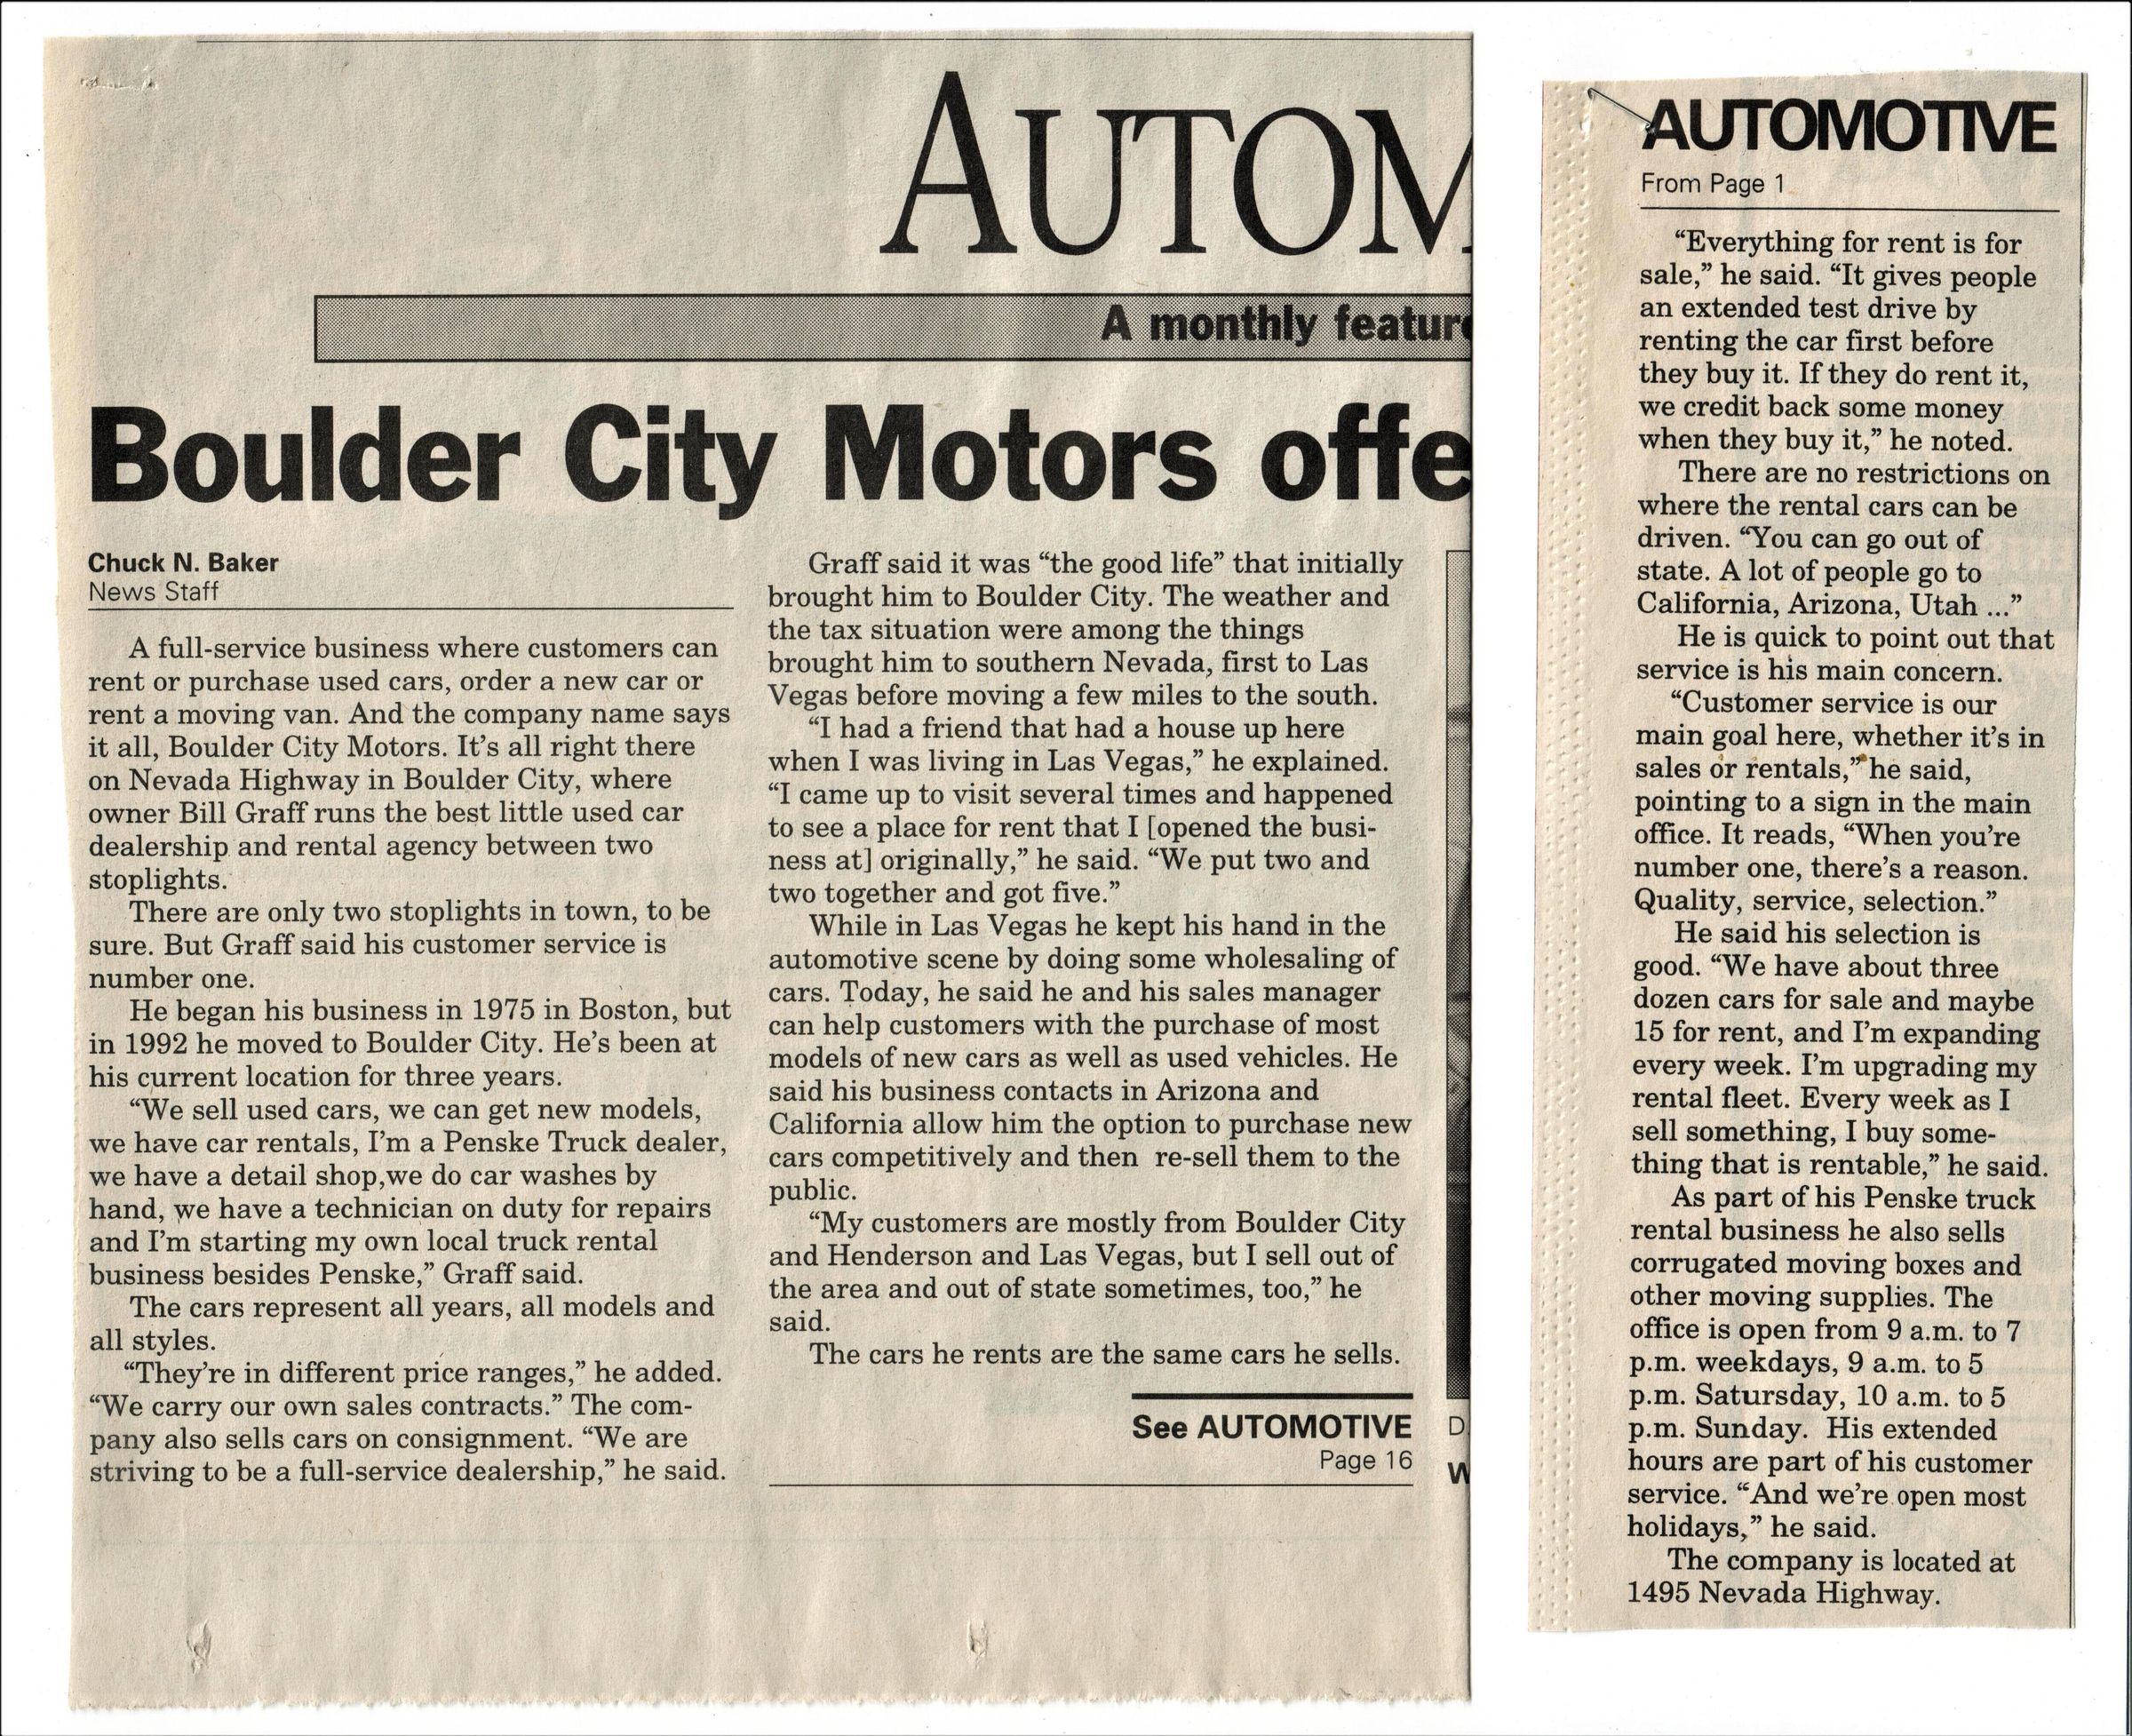 AUTOM
A monthly featur
Boulder City Motors offe
Chuck N. Baker
News Staff
A full-service business where customers can
rent or purchase used cars, order a new car or
rent a moving van. And the company name says
it all, Boulder City Motors. It's all right there
on Nevada Highway in Boulder City, where
owner Bill Graff runs the best little used car
dealership and rental agency between two
stoplights.
There are only two stoplights in town, to be
sure. But Graff said his customer service is
number one.
He began his business in 1975 in Boston, but
in 1992 he moved to Boulder City. He's been at
his current location for three years.
“We sell used cars, we can get new models,
we have car rentals, I'm a Penske Truck dealer,
we have a detail shop,we do car washes by
hand, we have a technician on duty for repairs
and I'm starting my own local truck rental
business besides Penske,” Graff said.
The cars represent all years, all models and
all styles.
“They're in different price ranges,” he added.
“We carry our own sales contracts.” The com-
pany also sells cars on consignment. “We are
striving to be a full-service dealership,” he said.
Graff said it was “the good life” that initially
brought him to Boulder City. The weather and
the tax situation were among the things
brought him to southern Nevada, first to Las
Vegas before moving a few miles to the south.
“I had a friend that had a house up here
when I was living in Las Vegas,” he explained.
“I came up to visit several times and happened
to see a place for rent that I [opened the busi-
ness at] originally,” he said. “We put two and
two together and got five.”
While in Las Vegas he kept his hand in the
automotive scene by doing some wholesaling of
cars. Today, he said he and his sales manager
can help customers with the purchase of most
models of new cars as well as used vehicles. He
said his business contacts in Arizona and
California allow him the option to purchase new
cars competitively and then re-sell them to the
public.
“My customers are mostly from Boulder City
and Henderson and Las Vegas, but I sell out of
the area and out of state sometimes, too,” he
said.
The cars he rents are the same cars he sells.
See AUTOMOTIVE
Page 16
D
W
AUTOMOTIVE
From Page 1
“Everything for rent is for
sale,” he said. “It gives people
an extended test drive by
renting the car first before
they buy it. If they do rent it,
we credit back some money
when they buy it,” he noted.
There are no restrictions on
where the rental cars can be
driven. “You can go out of
state. A lot of people go to
California, Arizona, Utah ...”
He is quick to point out that
service is his main concern.
“Customer service is our
main goal here, whether it's in
sales or rentals,” he said,
pointing to a sign in the main
office. It reads, “When you're
number one, there's a reason.
Quality, service, selection.”
He said his selection is
good. “We have about three
dozen cars for sale and maybe
15 for rent, and I'm expanding
every week. I'm upgrading my
rental fleet. Every week as I
sell something, I buy some-
thing that is rentable,” he said.
As part of his Penske truck
rental business he also sells
corrugated moving boxes and
other moving supplies. The
office is open from 9 a.m. to 7
p.m. weekdays, 9 a.m. to 5
p.m. Satursday, 10 a.m. to 5
p.m. Sunday. His extended
hours are part of his customer
service. “And we're open most
holidays,” he said.
The company is located at
1495 Nevada Highway.